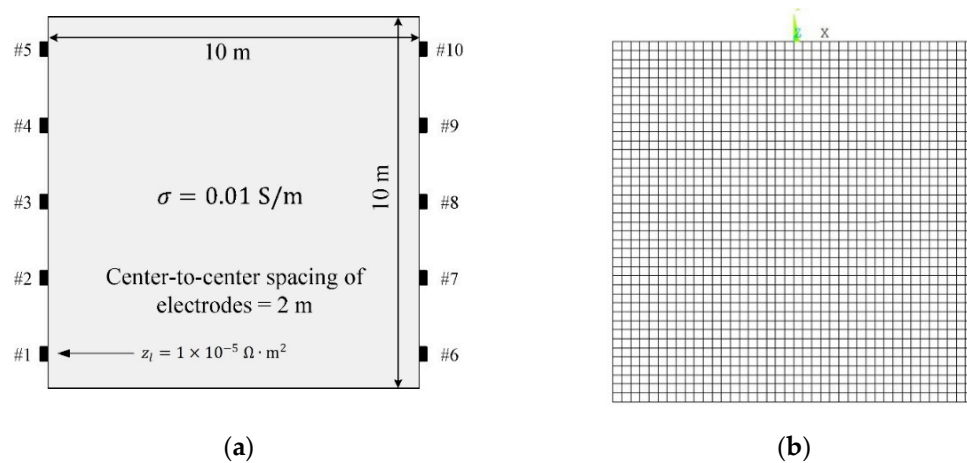 #5
#10
10 m
#4
#9
σ = 0.01 S/m
10 m
#3
#8
#2
#7
Center-to-center spacing of
electrodes = 2 m
#1
z_l = 1 × 10⁻⁵ Ω · m²
#6
Z X
(a)
(b)